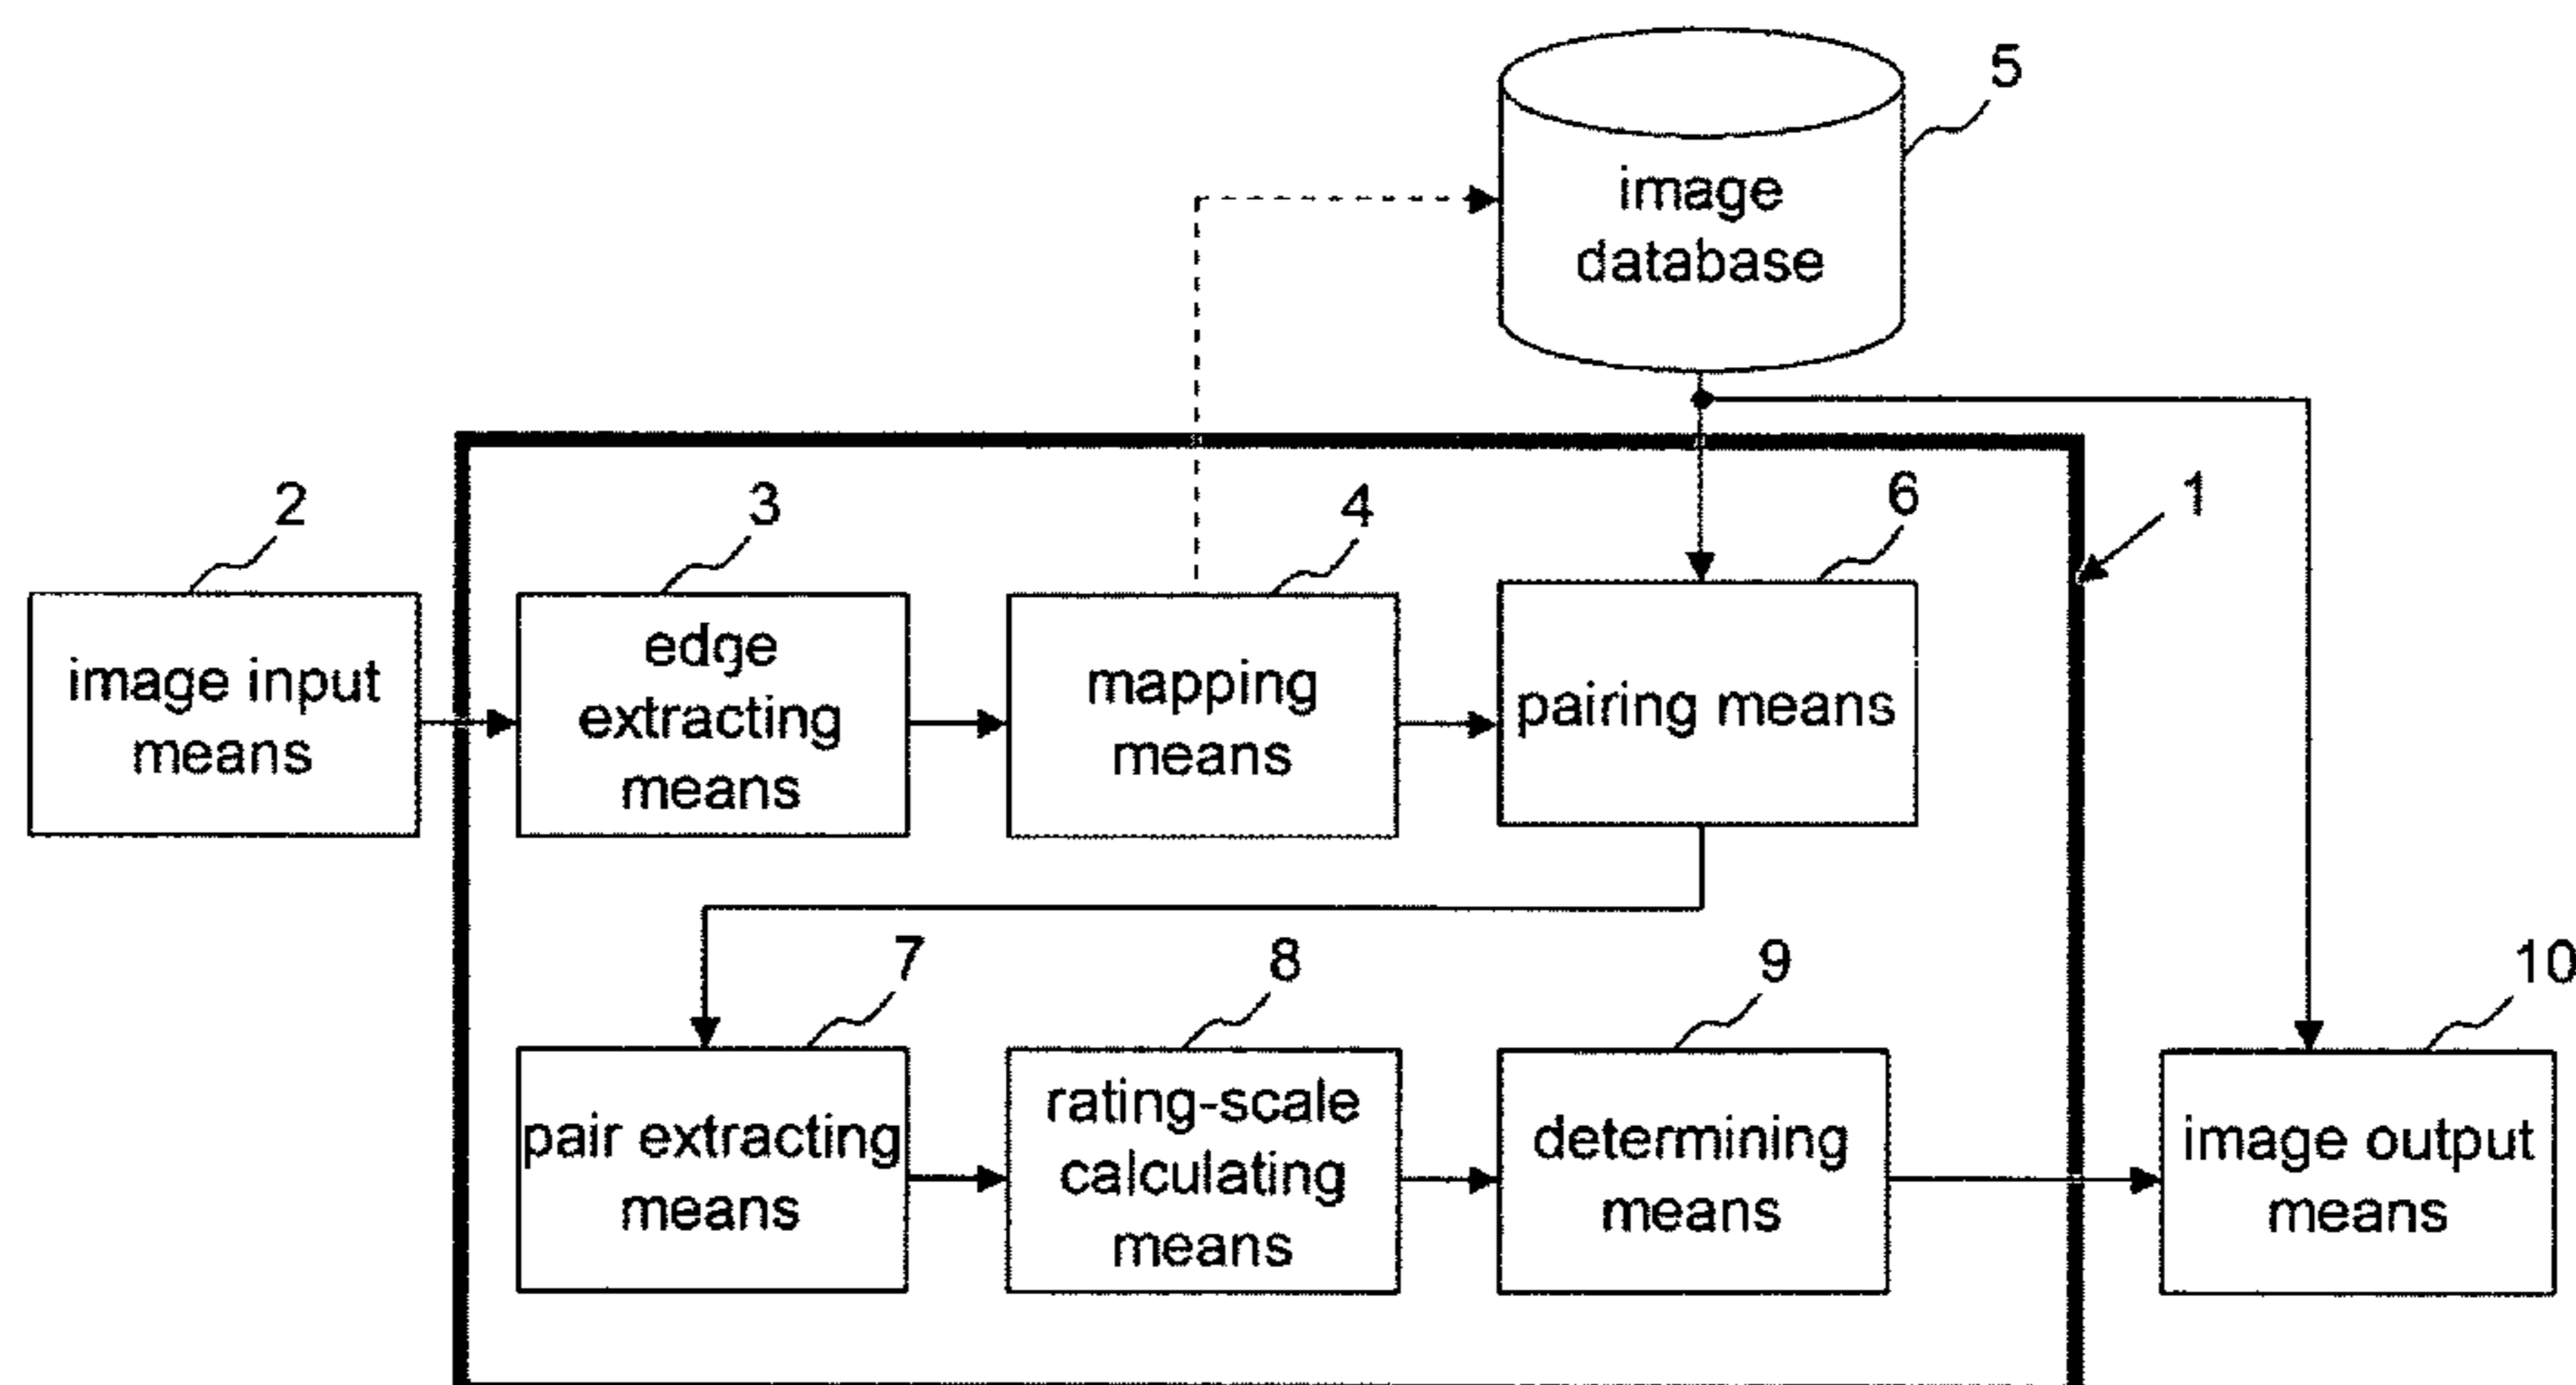 5
image
database
2
3
4
6
1
image input
means
edge
extracting
means
mapping
means
pairing means
7
8
9
10
pair extracting
means
rating-scale
calculating
means
determining
means
image output
means